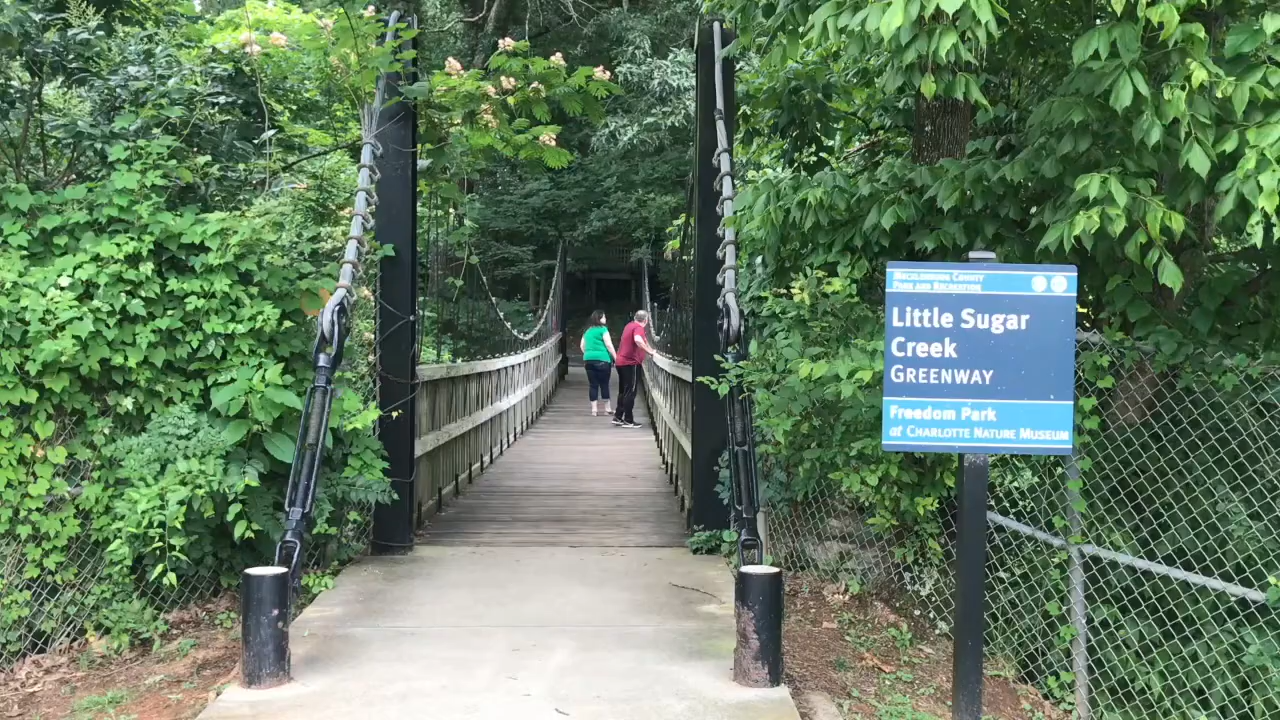 MECKLENBURG COUNTY
PARK AND RECREATION
Little Sugar
Creek
GREENWAY
Freedom Park
at CHARLOTTE NATURE MUSEUM